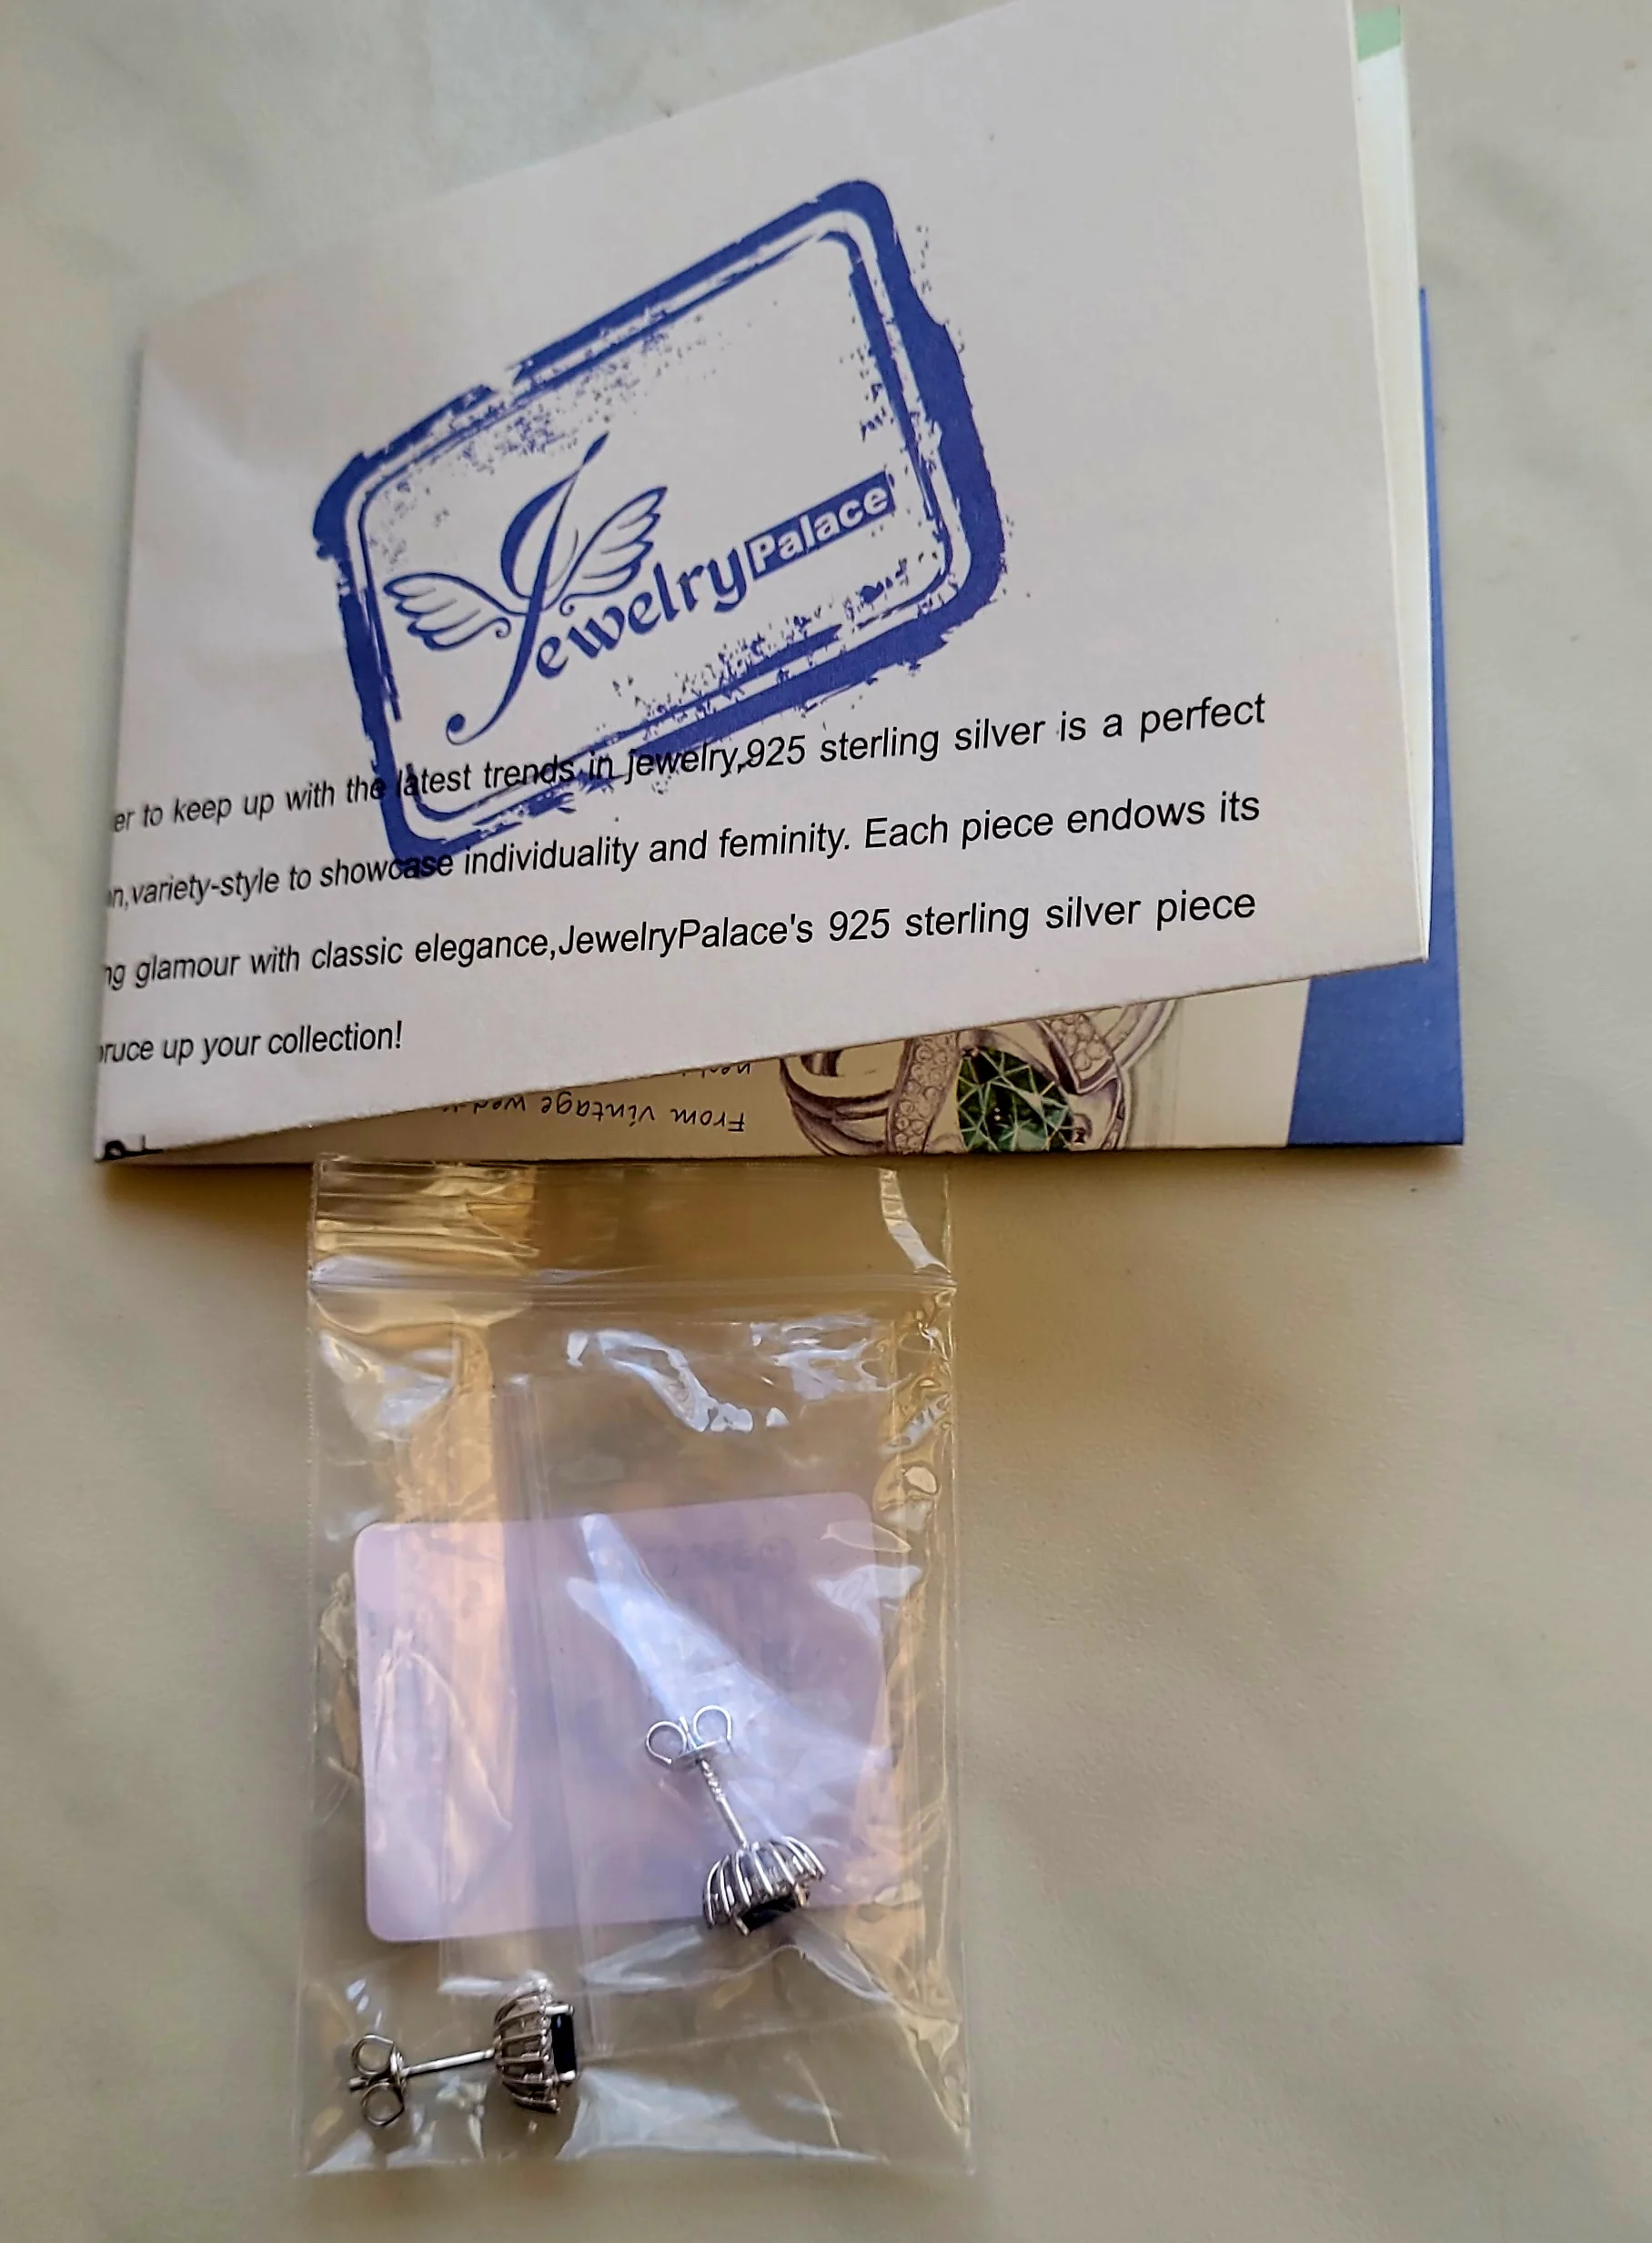 Jewelry Palace
er to keep up with the latest trends in jewelry,925 sterling silver is a perfect
n,variety-style to showcase individuality and feminity. Each piece endows its
ng glamour with classic elegance,JewelryPalace's 925 sterling silver piece
ruce up your collection!
From vintage